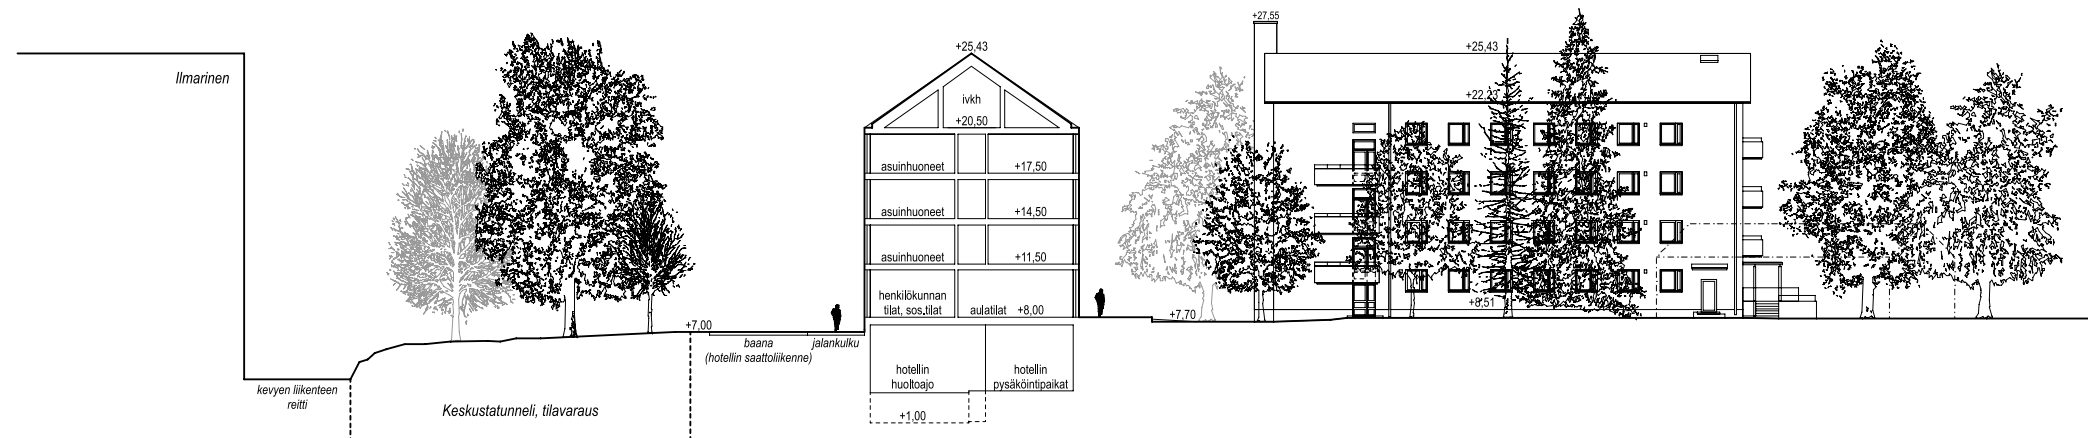 +27,55
+25,43
+25,43
Ilmarinen
ivkh
+22,23
+20,50
asuinhuoneet +17,50
asuinhuoneet +14,50
asuinhuoneet +11,50
henkilökunnan
tilat, sos.tilat aulatilat +8,00
+8,51
+7,70
+7,00
baana jalankulku
(hotellin saattoliikenne)
hotellin hotellin
huoltoajo pysäköintipaikat
kevyen liikenteen
reitti
Keskustatunneli, tilavaraus
+1,00